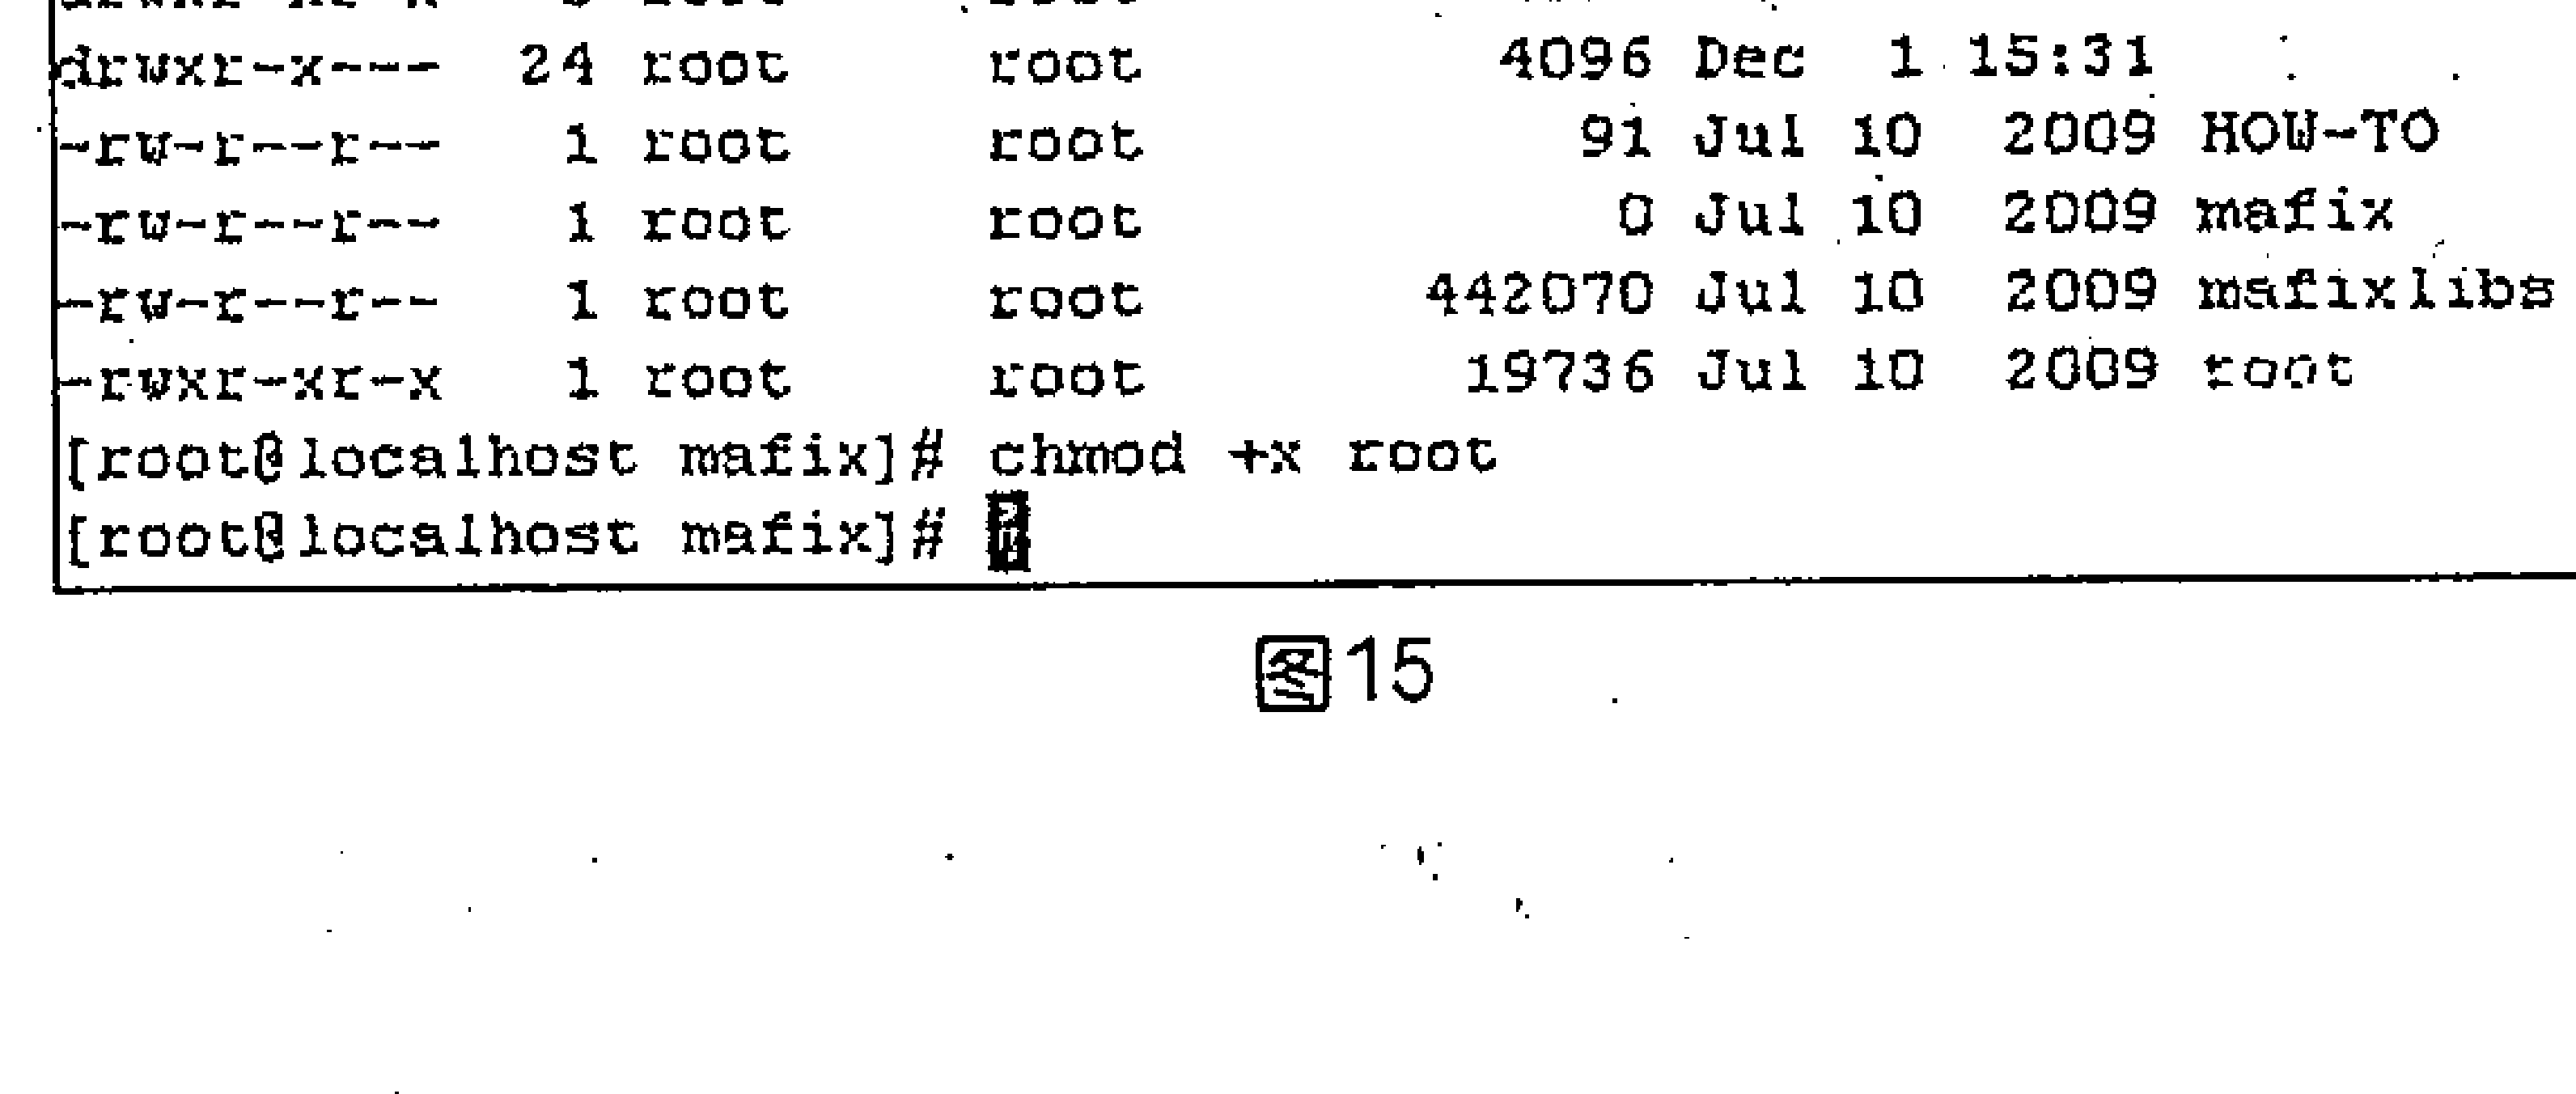 drwxr-x--- 24 root root 4096 Dec 1 15:31
-rw-r--r-- 1 root root 91 Jul 10 2009 HOW-TO
-rw-r--r-- 1 root root 0 Jul 10 2009 mafix
-rw-r--r-- 1 root root 442070 Jul 10 2009 mafixlibs
-rwxr-xr-x 1 root root 19736 Jul 10 2009 root
[root@localhost mafix]# chmod +x root
[root@localhost mafix]#
图15